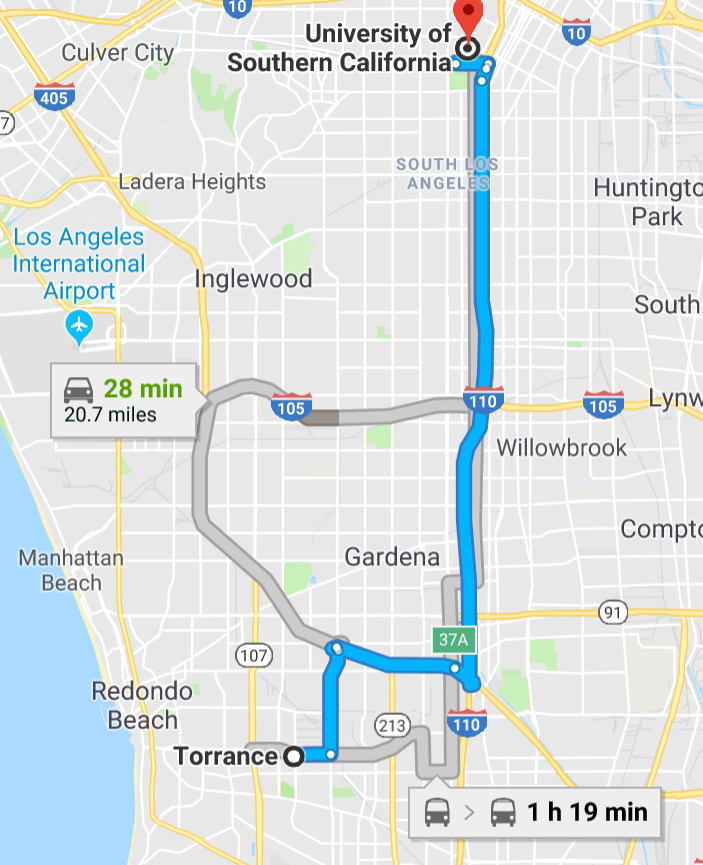 10
University of
Southern California
10
Culver City
405
7
SOUTH LOS
ANGELES
Ladera Heights
Huntingto
Park
Los Angeles
International
Airport
Inglewood
South
28 min
20.7 miles
105
110
105
Lynw
Willowbrook
Compto
Gardena
Manhattan
Beach
91
37A
107
Redondo
Beach
213
110
Torrance
> 1 h 19 min